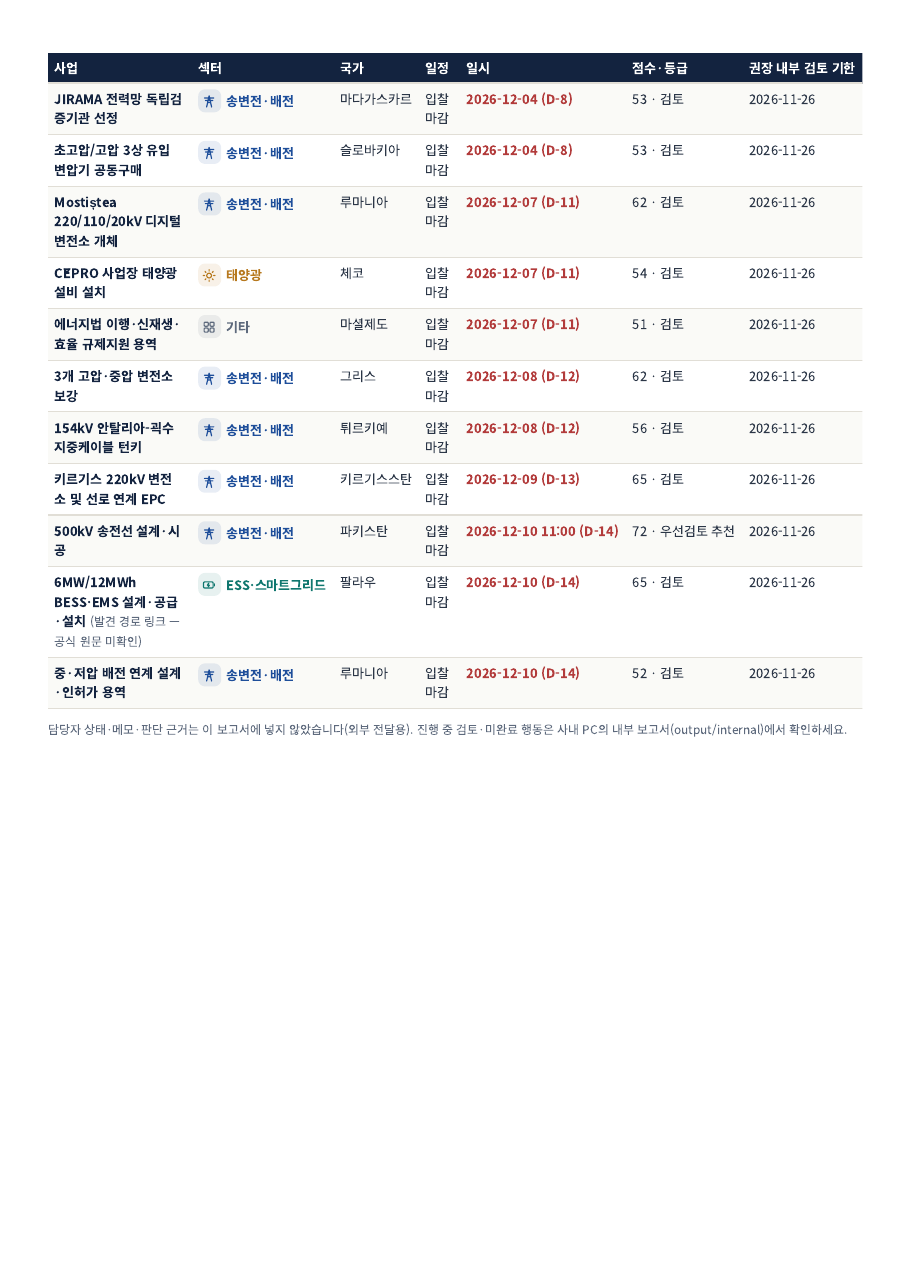 사업 섹터 국가 일정 일시 점수·등급 권장 내부 검토 기한
JIRAMA 전력망 독립검 송변전·배전 마다가스카르 입찰 2026-12-04 (D-8) 53 · 검토 2026-11-26
증기관 선정 마감
초고압/고압 3상 유입 송변전·배전 슬로바키아 입찰 2026-12-04 (D-8) 53 · 검토 2026-11-26
변압기 공동구매 마감
Mostiștea 송변전·배전 루마니아 입찰 2026-12-07 (D-11) 62 · 검토 2026-11-26
220/110/20kV 디지털 마감
변전소 개체
사업장 태양광 태양광 체코 입찰 2026-12-07 (D-11) 54 · 검토 2026-11-26
설비 설치 마감
에너지법 이행·신재생· 기타 마셜제도 입찰 2026-12-07 (D-11) 51 · 검토 2026-11-26
효율 규제지원 용역 마감
3개 고압·중압 변전소 송변전·배전 그리스 입찰 2026-12-08 (D-12) 62 · 검토 2026-11-26
보강 마감
154kV 안탈리아-괵수 송변전·배전 튀르키예 입찰 2026-12-08 (D-12) 56 · 검토 2026-11-26
지중케이블 턴키 마감
키르기스 220kV 변전 송변전·배전 키르기스스탄 입찰 2026-12-09 (D-13) 65 · 검토 2026-11-26
소 및 선로 연계 EPC 마감
500kV 송전선 설계·시 송변전·배전 파키스탄 입찰 2026-12-10 11:00 (D-14) 72 · 우선검토 추천 2026-11-26
공 마감
6MW/12MWh ESS·스마트그리드 팔라우 입찰 2026-12-10 (D-14) 65 · 검토 2026-11-26
BESS·EMS 설계·공급 마감
·설치 (발견 경로 링크 —
공식 원문 미확인)
중·저압 배전 연계 설계 송변전·배전 루마니아 입찰 2026-12-10 (D-14) 52 · 검토 2026-11-26
·인허가 용역 마감
담당자 상태·메모·판단 근거는 이 보고서에 넣지 않았습니다(외부 전달용). 진행 중 검토·미완료 행동은 사내 PC의 내부 보고서(output/internal)에서 확인하세요.